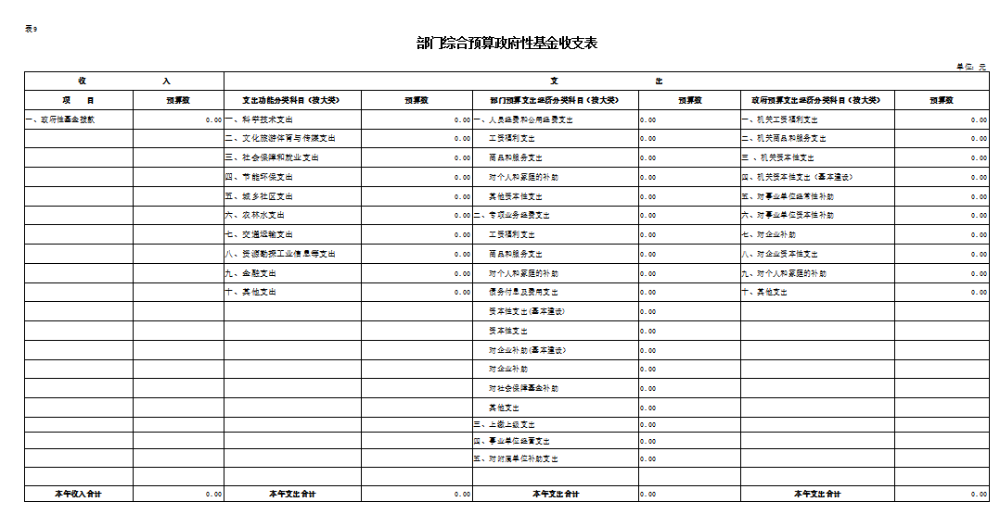 表9
部门综合预算政府性基金收支表
单位：元
收 入 支 出
项 目 预算数 支出功能分类科目（按大类） 预算数 部门预算支出经济分类科目（按大类） 预算数 政府预算支出经济分类科目（按大类） 预算数
一、政府性基金拨款 0.00 一、科学技术支出 0.00 一、人员经费和公用经费支出 0.00 一、机关工资福利支出 0.00
二、文化旅游体育与传媒支出 0.00 工资福利支出 0.00 二、机关商品和服务支出 0.00
三、社会保障和就业支出 0.00 商品和服务支出 0.00 三 、机关资本性支出 0.00
四、节能环保支出 0.00 对个人和家庭的补助 0.00 四、机关资本性支出（基本建设） 0.00
五、城乡社区支出 0.00 其他资本性支出 0.00 五、对事业单位经常性补助 0.00
六、农林水支出 0.00 二、专项业务经费支出 0.00 六、对事业单位资本性补助 0.00
七、交通运输支出 0.00 工资福利支出 0.00 七、对企业补助 0.00
八、资源勘探工业信息等支出 0.00 商品和服务支出 0.00 八、对企业资本性支出 0.00
九、金融支出 0.00 对个人和家庭的补助 0.00 九、对个人和家庭的补助 0.00
十、其他支出 0.00 债务付息及费用支出 0.00 十、其他支出 0.00
资本性支出(基本建设) 0.00
资本性支出 0.00
对企业补助(基本建设) 0.00
对企业补助 0.00
对社会保障基金补助 0.00
其他支出 0.00
三、上缴上级支出 0.00
四、事业单位经营支出 0.00
五、对附属单位补助支出 0.00
本年收入合计 0.00 本年支出合计 0.00 本年支出合计 0.00 本年支出合计 0.00